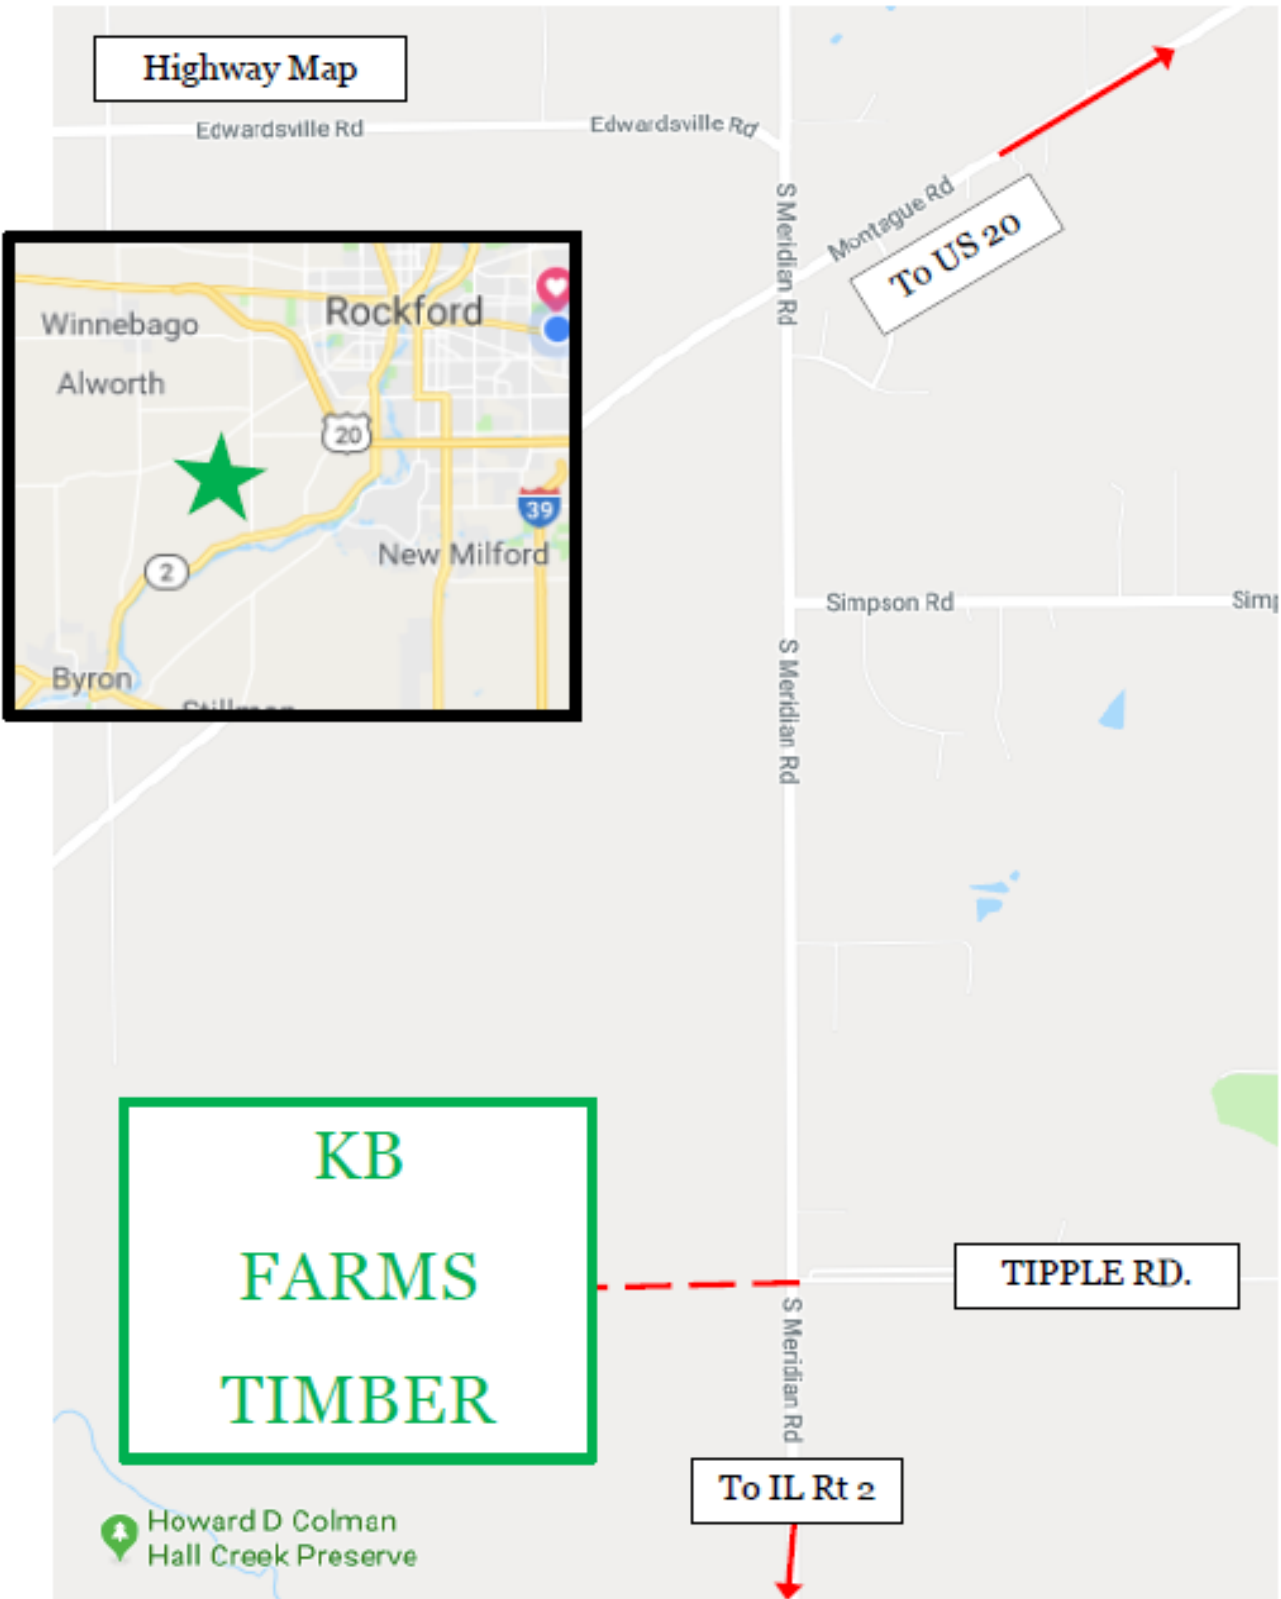 Highway Map
Edwardsville Rd
Edwardsville Rd
S Meridian Rd
Montague Rd
To US 20
Rockford
Winnebago
Alworth
20
39
New Milford
2
Byron
Simpson Rd
S Meridian Rd
KB
FARMS
TIMBER
TIPPLE RD.
S Meridian Rd
To IL Rt 2
Howard D Colman
Hall Creek Preserve